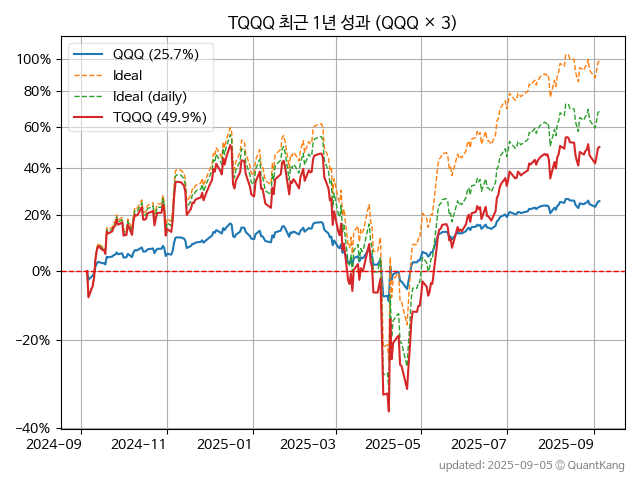 TQQQ 최근 1년 성과 (QQQ × 3)
QQQ (25.7%)
Ideal
Ideal (daily)
TQQQ (49.9%)
100%
80%
60%
40%
20%
0%
−20%
−40%
2024-09 2024-11 2025-01 2025-03 2025-05 2025-07 2025-09
updated: 2025-09-05 © QuantKang